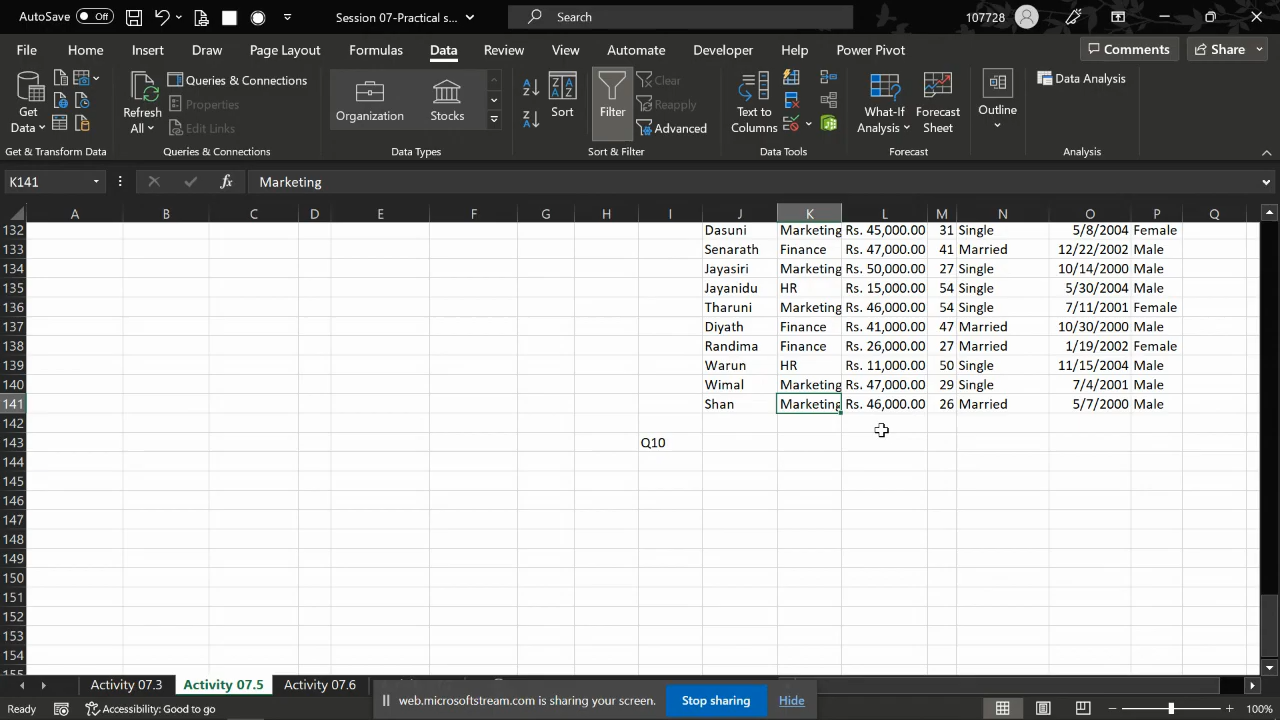 AutoSave Off Session 07-Practical s... Search 107728
File Home Insert Draw Page Layout Formulas Data Review View Automate Developer Help Power Pivot Comments Share
Get Data Refresh All Queries & Connections Properties Edit Links Organization Stocks Sort Filter Clear Reapply Advanced Text to Columns What-If Analysis Forecast Sheet Outline Data Analysis
Get & Transform Data Queries & Connections Data Types Sort & Filter Data Tools Forecast Analysis
K141 fx Marketing
A B C D E F G H I J K L M N O P Q
132 Dasuni Marketing Rs. 45,000.00 31 Single 5/8/2004 Female
133 Senarath Finance Rs. 47,000.00 41 Married 12/22/2002 Male
134 Jayasiri Marketing Rs. 50,000.00 27 Single 10/14/2000 Male
135 Jayanidu HR Rs. 15,000.00 54 Single 5/30/2004 Male
136 Tharuni Marketing Rs. 46,000.00 54 Single 7/11/2001 Female
137 Diyath Finance Rs. 41,000.00 47 Married 10/30/2000 Male
138 Randima Finance Rs. 26,000.00 27 Married 1/19/2002 Female
139 Warun HR Rs. 11,000.00 50 Single 11/15/2004 Male
140 Wimal Marketing Rs. 47,000.00 29 Single 7/4/2001 Male
141 Shan Marketing Rs. 46,000.00 26 Married 5/7/2000 Male
142
143 Q10
144
145
146
147
148
149
150
151
152
153
154
Activity 07.3 Activity 07.5 Activity 07.6
web.microsoftstream.com is sharing your screen. Stop sharing Hide
Ready Accessibility: Good to go 100%